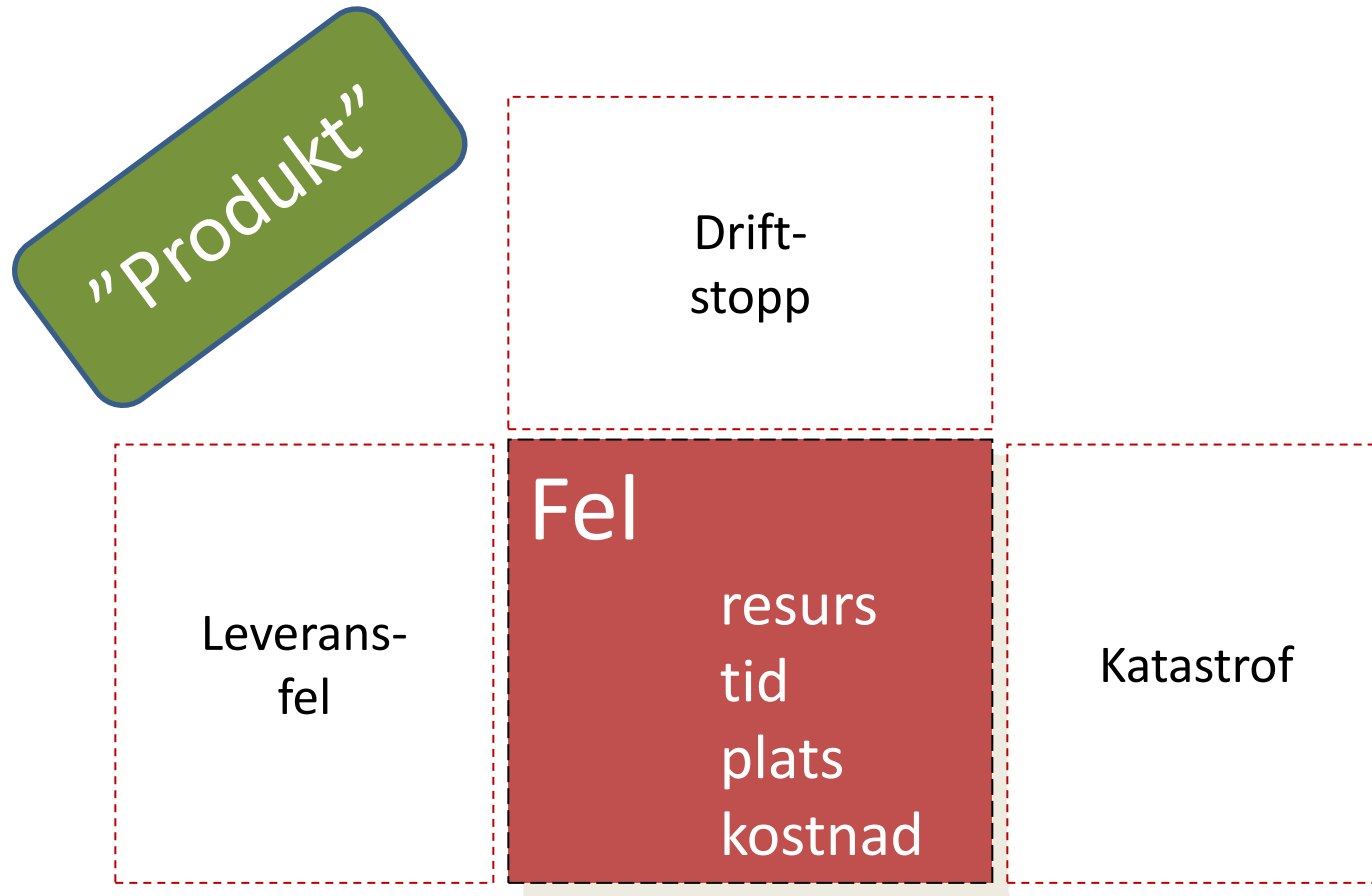 ”Produkt”
Drift-
stopp
Leverans-
fel
Fel
resurs
tid
plats
kostnad
Katastrof